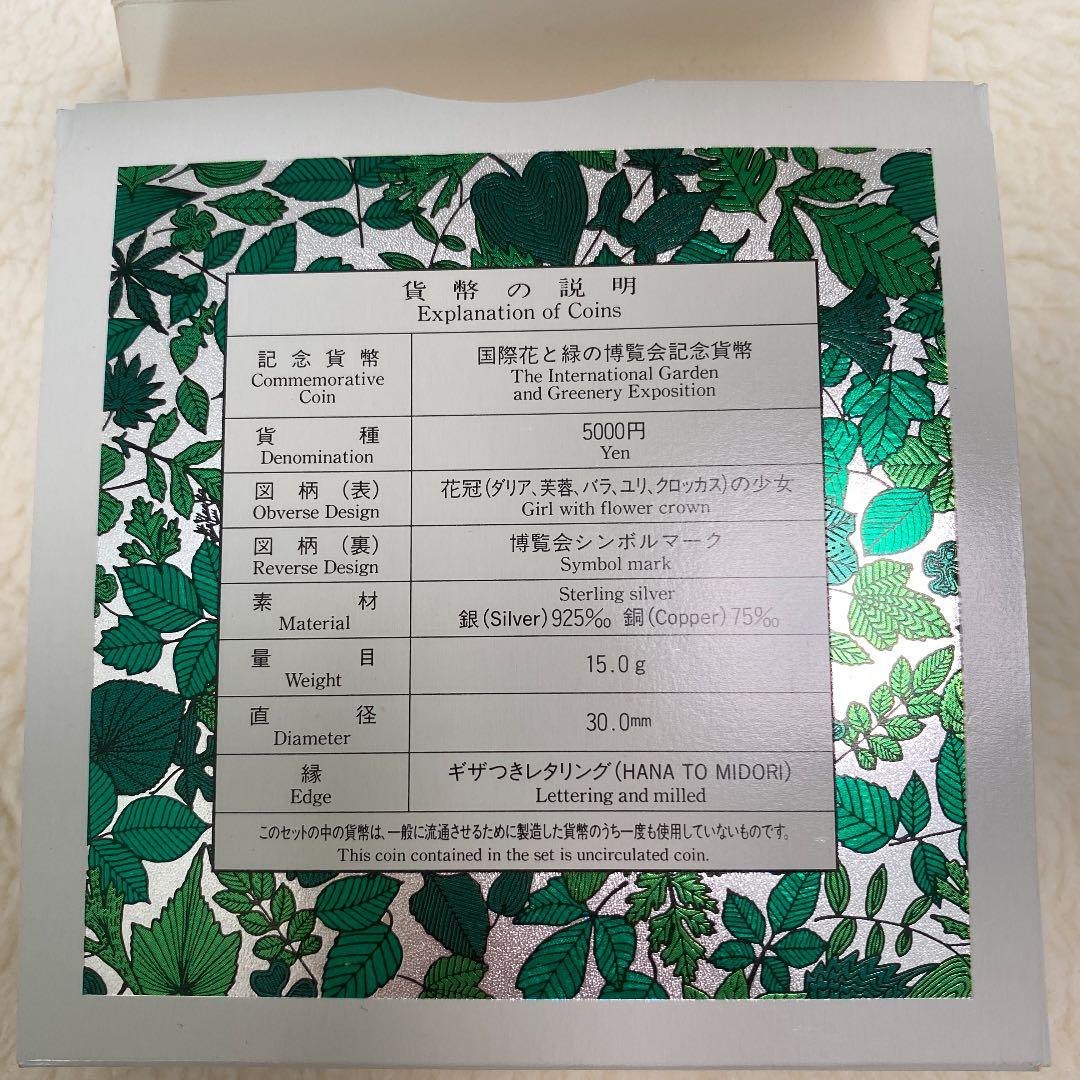 貨幣の説明
Explanation of Coins
記念貨幣
Commemorative
Coin
国際花と緑の博覧会記念貨幣
The International Garden
and Greenery Exposition
貨種
Denomination
5000円
Yen
図柄（表）
Obverse Design
花冠（ダリア、芙蓉、バラ、ユリ、クロッカス）の少女
Girl with flower crown
図柄（裏）
Reverse Design
博覧会シンボルマーク
Symbol mark
素材
Material
Sterling silver
銀（Silver）925‰ 銅（Copper）75‰
量目
Weight
15.0g
直径
Diameter
30.0mm
縁
Edge
ギザつきレタリング（HANA TO MIDORI）
Lettering and milled
このセットの中の貨幣は、一般に流通させるために製造した貨幣のうち一度も使用していないものです。
This coin contained in the set is uncirculated coin.